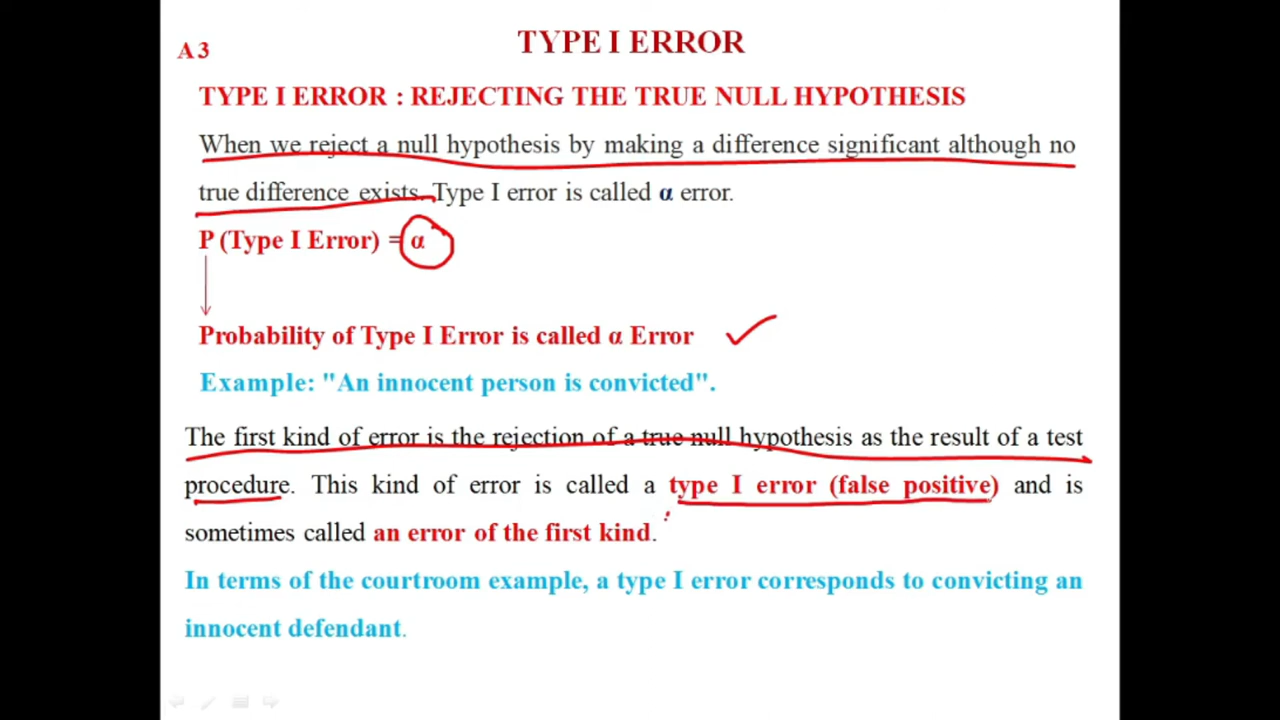 A 3
TYPE I ERROR
TYPE I ERROR : REJECTING THE TRUE NULL HYPOTHESIS
When we reject a null hypothesis by making a difference significant although no
true difference exists. Type I error is called α error.
P (Type I Error) = α
Probability of Type I Error is called α Error
Example: "An innocent person is convicted".
The first kind of error is the rejection of a true null hypothesis as the result of a test
procedure. This kind of error is called a type I error (false positive) and is
sometimes called an error of the first kind.
In terms of the courtroom example, a type I error corresponds to convicting an
innocent defendant.